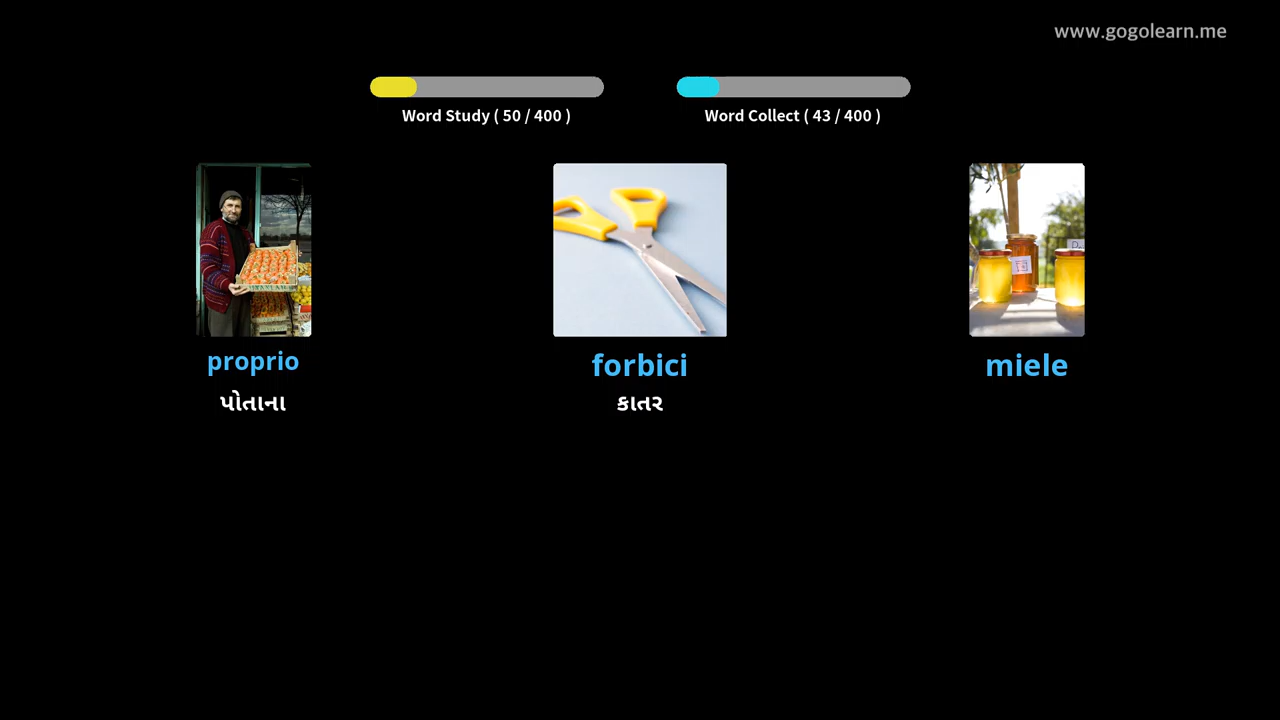 www.gogolearn.me
Word Study ( 50 / 400 )
Word Collect ( 43 / 400 )
proprio
forbici
miele
પોતાના
કાતર